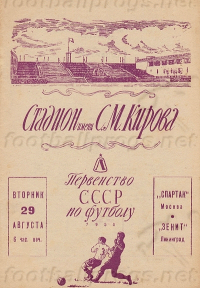 Стадион имени С.М.Кирова
Первенство
СССР
по футболу
ВТОРНИК
29
АВГУСТА
„СПАРТАК"
Москва
•
„ЗЕНИТ"
Ленинград